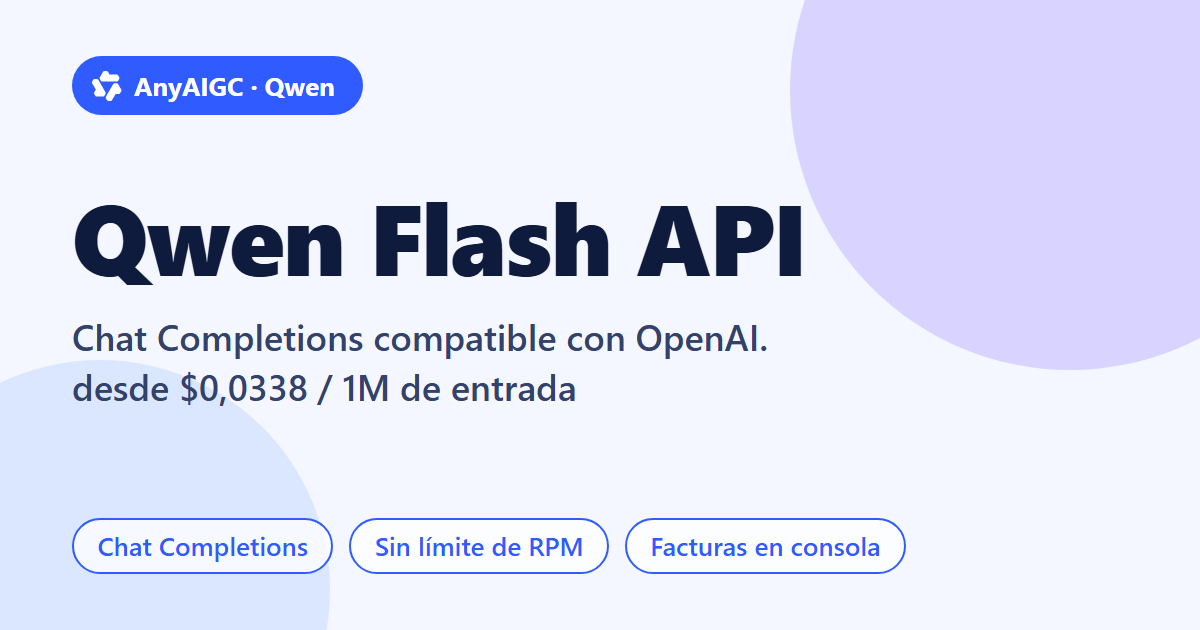 AnyAIGC · Qwen
Qwen Flash API
Chat Completions compatible con OpenAI.
desde $0,0338 / 1M de entrada
Chat Completions
Sin límite de RPM
Facturas en consola